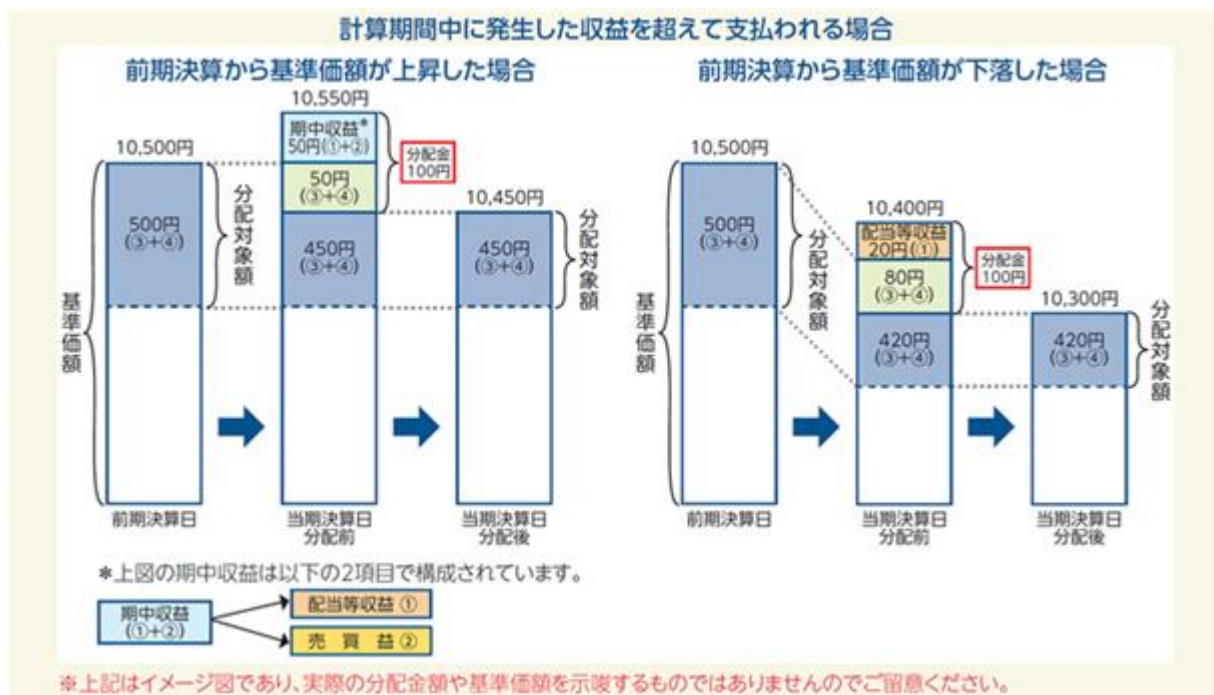 計算期間中に発生した収益を超えて支払われる場合
前期決算から基準価額が上昇した場合
10,550円
10,500円
期中収益*
50円(①+②)
分配金
100円
50円
(③+④)
10,450円
500円
(③+④)
450円
(③+④)
450円
(③+④)
分配対象額
分配対象額
基準価額
前期決算日
当期決算日
分配前
当期決算日
分配後
前期決算から基準価額が下落した場合
10,500円
10,400円
配当等収益
20円(①)
分配金
100円
500円
(③+④)
80円
(③+④)
10,300円
420円
(③+④)
420円
(③+④)
分配対象額
分配対象額
基準価額
前期決算日
当期決算日
分配前
当期決算日
分配後
*上図の期中収益は以下の2項目で構成されています。
期中収益
(①+②)
配当等収益 ①
売 買 益 ②
※上記はイメージ図であり、実際の分配金額や基準価額を示唆するものではありませんのでご留意ください。